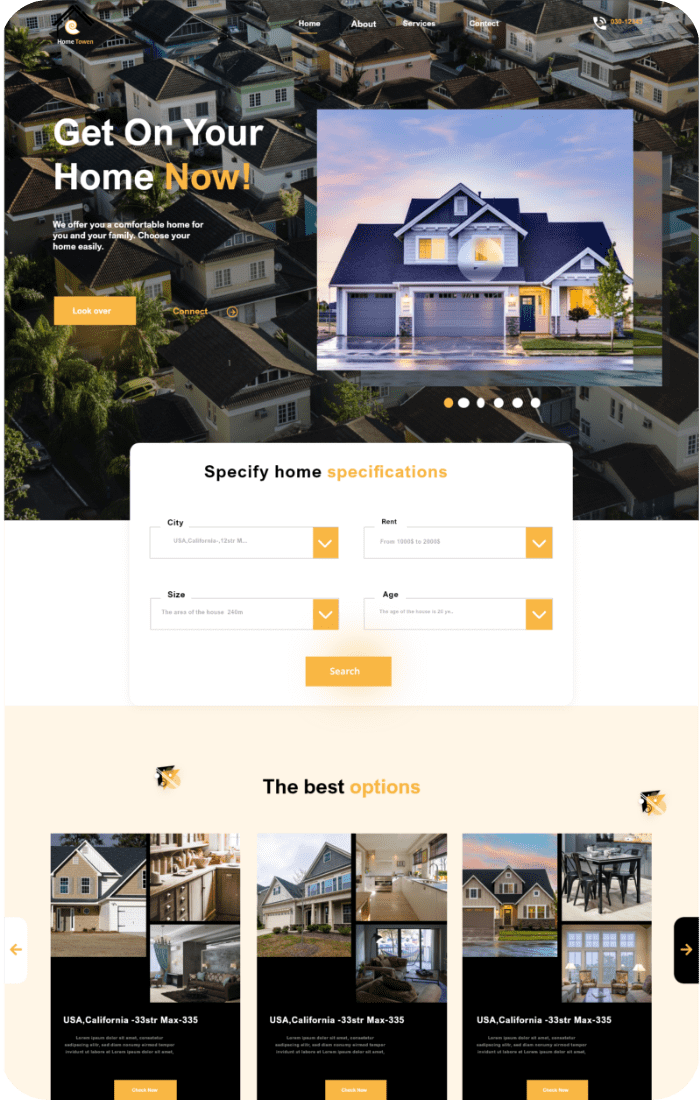 Home Towen
Home About Services Contact
Get On Your
Home Now!
We offer you a comfortable home for
you and your family. Choose your
home easily.
Look over
Connect
Specify home specifications
City
USA,California-,12str M...
Rent
From 1000$ to 2000$
Size
The area of the house 240m
Age
The age of the house is
Search
The best options
USA,California -33str Max-335
Lorem ipsum dolor sit amet, consetetur
sadipscing elitr, sed diam nonumy eirmod tempor
invidunt ut labore et Lorem ipsum dolor sit amet,
Check Now
USA,California -33str Max-335
Lorem ipsum dolor sit amet, consetetur
sadipscing elitr, sed diam nonumy eirmod tempor
invidunt ut labore et Lorem ipsum dolor sit amet,
Check Now
USA,California -33str Max-335
Lorem ipsum dolor sit amet, consetetur
sadipscing elitr, sed diam nonumy eirmod tempor
invidunt ut labore et Lorem ipsum dolor sit amet,
Check Now